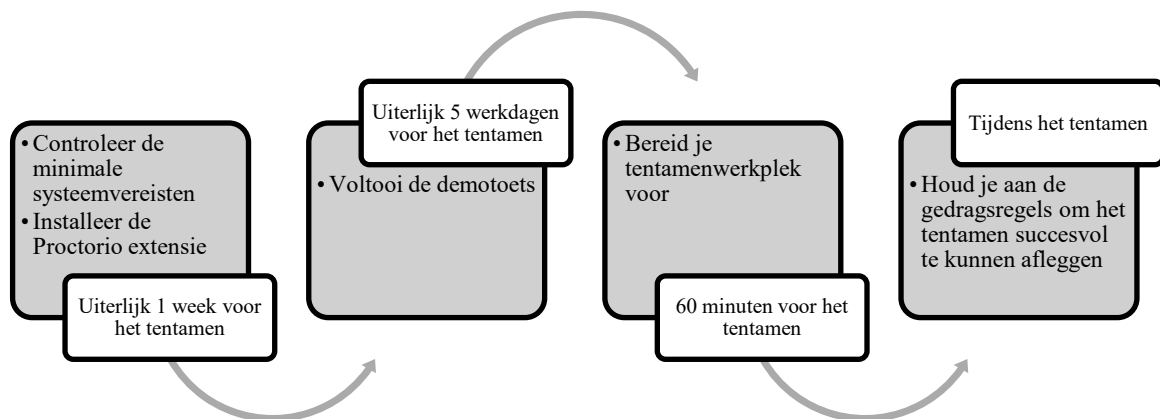 • Controleer de
minimale
systeemvereisten
• Installeer de
Proctorio extensie
Uiterlijk 1 week voor
het tentamen
Uiterlijk 5 werkdagen
voor het tentamen
• Voltooi de demotoets
• Bereid je
tentamenwerkplek
voor
60 minuten voor het
tentamen
Tijdens het tentamen
• Houd je aan de
gedragsregels om het
tentamen succesvol
te kunnen afleggen